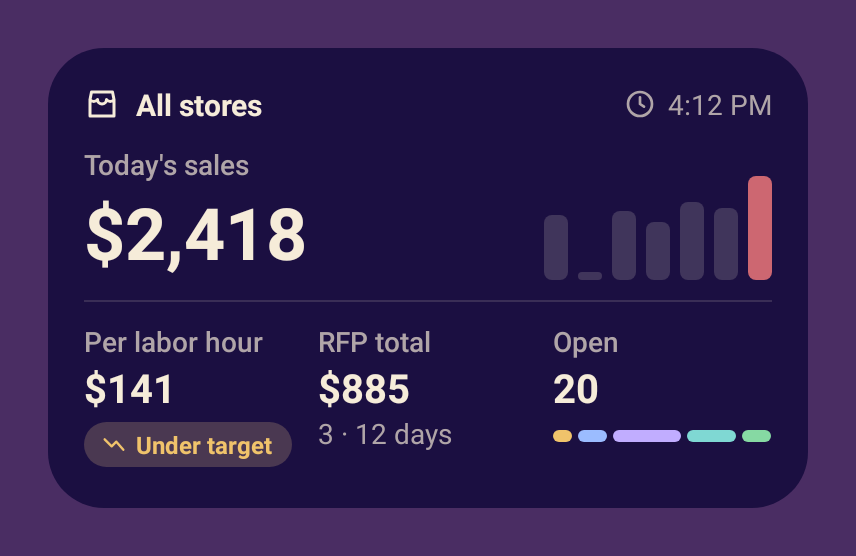 All stores
4:12 PM
Today's sales
$2,418
Per labor hour
$141
Under target
RFP total
$885
3 · 12 days
Open
20